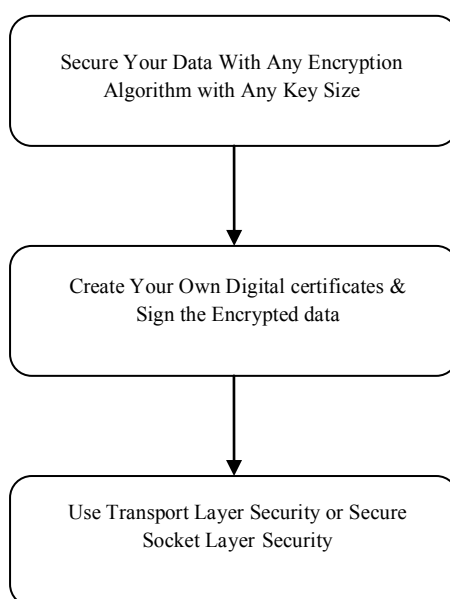 Secure Your Data With Any Encryption
Algorithm with Any Key Size
Create Your Own Digital certificates &
Sign the Encrypted data
Use Transport Layer Security or Secure
Socket Layer Security